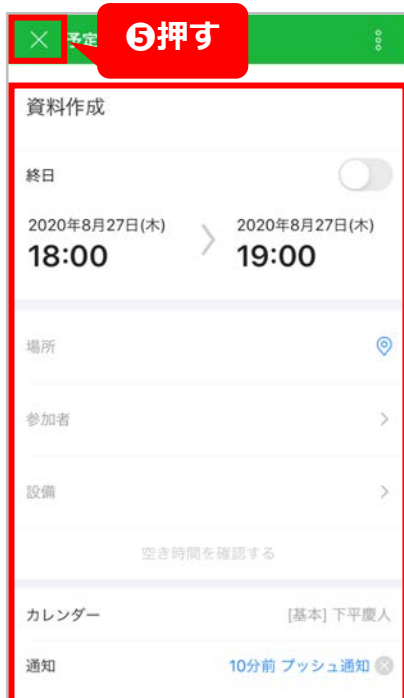 予定
❺押す
資料作成
終日
2020年8月27日(木)
18:00
2020年8月27日(木)
19:00
場所
参加者
設備
空き時間を確認する
カレンダー
[基本] 下平慶人
通知
10分前 プッシュ通知